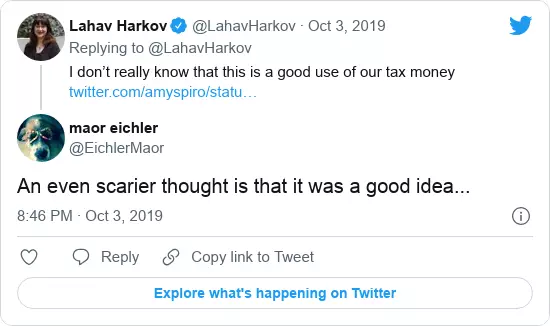 Lahav Harkov @LahavHarkov · Oct 3, 2019
Replying to @LahavHarkov
I don’t really know that this is a good use of our tax money
twitter.com/amyspiro/statu…
maor eichler
@EichlerMaor
An even scarier thought is that it was a good idea...
8:46 PM · Oct 3, 2019
Reply Copy link to Tweet
Explore what's happening on Twitter